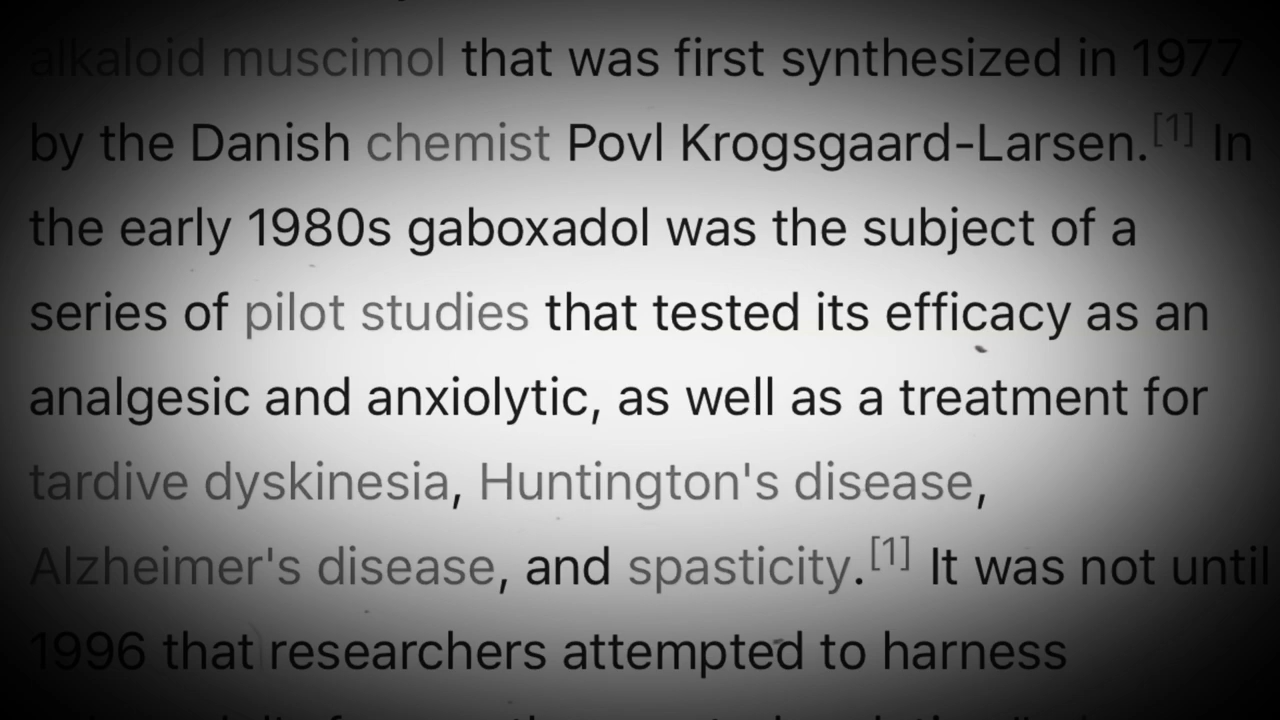 alkaloid muscimol that was first synthesized in 1977
by the Danish chemist Povl Krogsgaard-Larsen.[1] In
the early 1980s gaboxadol was the subject of a
series of pilot studies that tested its efficacy as an
analgesic and anxiolytic, as well as a treatment for
tardive dyskinesia, Huntington's disease,
Alzheimer's disease, and spasticity.[1] It was not until
1996 that researchers attempted to harness